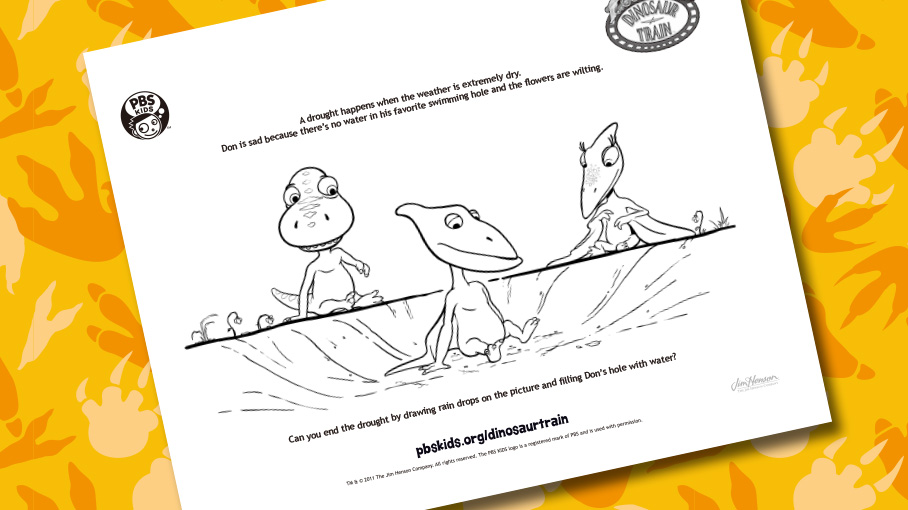 DINOSAUR
TRAIN
PBS
KIDS
A drought happens when the weather is extremely dry.
Don is sad because there's no water in his favorite swimming hole and the flowers are wilting.
Can you end the drought by drawing rain drops on the picture and filling Don's hole with water?
Jim Henson
pbskids.org/dinosaurtrain
TM & © 2011 The Jim Henson Company. All rights reserved. The PBS KIDS logo is a registered mark of PBS and is used with permission.